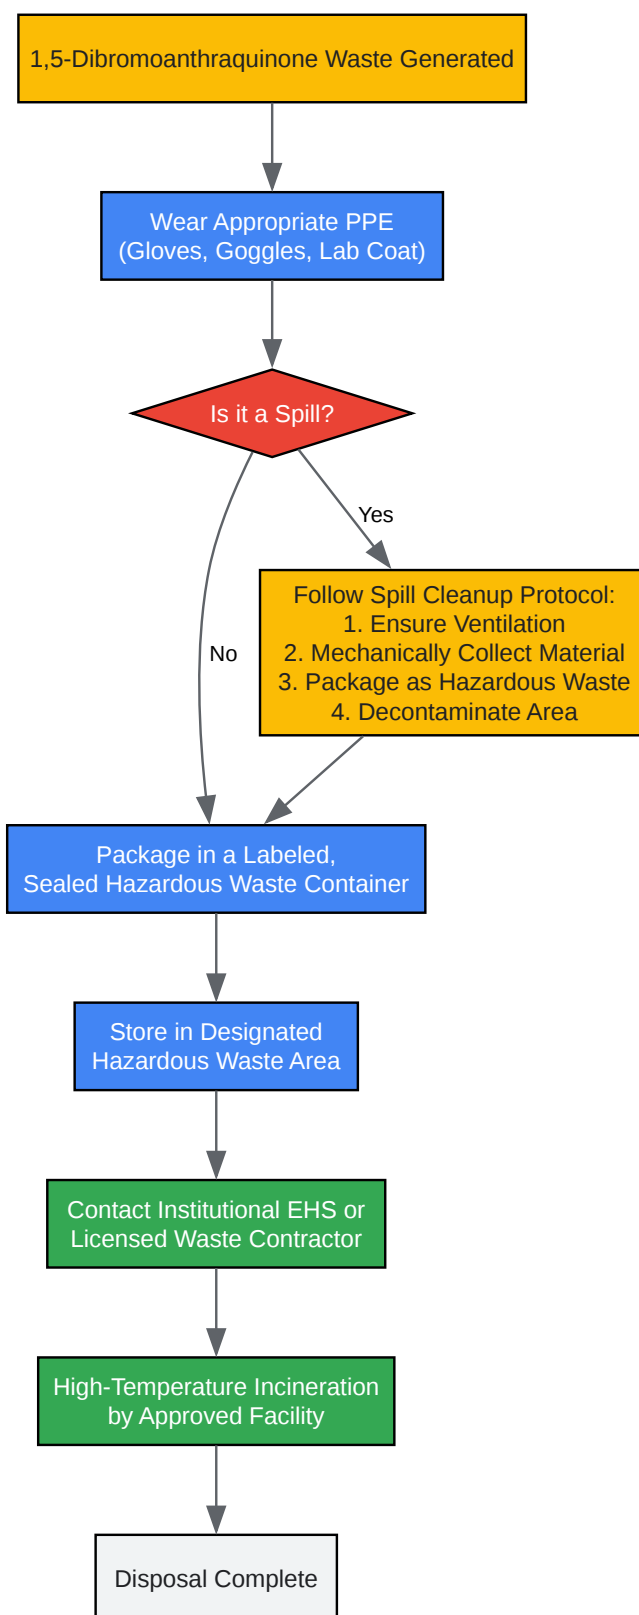 1,5-Dibromoanthraquinone Waste Generated
Wear Appropriate PPE
(Gloves, Goggles, Lab Coat)
Is it a Spill?
Yes
No
Follow Spill Cleanup Protocol:
1. Ensure Ventilation
2. Mechanically Collect Material
3. Package as Hazardous Waste
4. Decontaminate Area
Package in a Labeled,
Sealed Hazardous Waste Container
Store in Designated
Hazardous Waste Area
Contact Institutional EHS or
Licensed Waste Contractor
High-Temperature Incineration
by Approved Facility
Disposal Complete